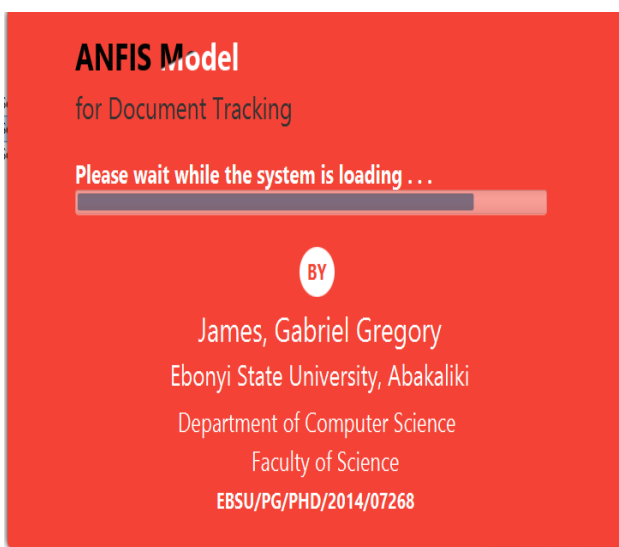 ANFIS Model
for Document Tracking
Please wait while the system is loading . . .
BY
James, Gabriel Gregory
Ebonyi State University, Abakaliki
Department of Computer Science
Faculty of Science
EBSU/PG/PHD/2014/07268